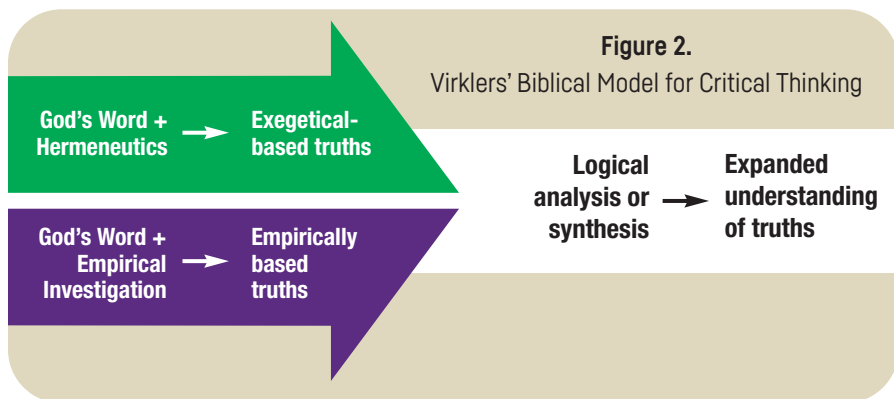 Figure 2.
Virklers' Biblical Model for Critical Thinking
God's Word +
Hermeneutics
Exegetical-
based truths
God's Word +
Empirical
Investigation
Empirically
based
truths
Logical
analysis or
synthesis
Expanded
understanding
of truths